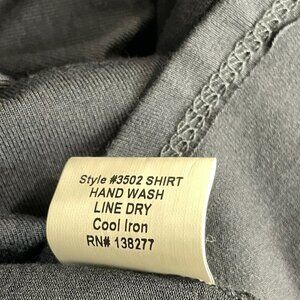 Style #3502 SHIRT
HAND WASH
LINE DRY
Cool Iron
RN# 138277